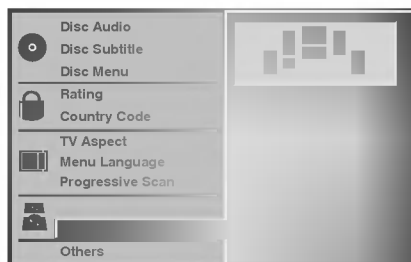 Disc Audio
Disc Subtitle
Disc Menu
Rating
Country Code
TV Aspect
Menu Language
Progressive Scan
Others